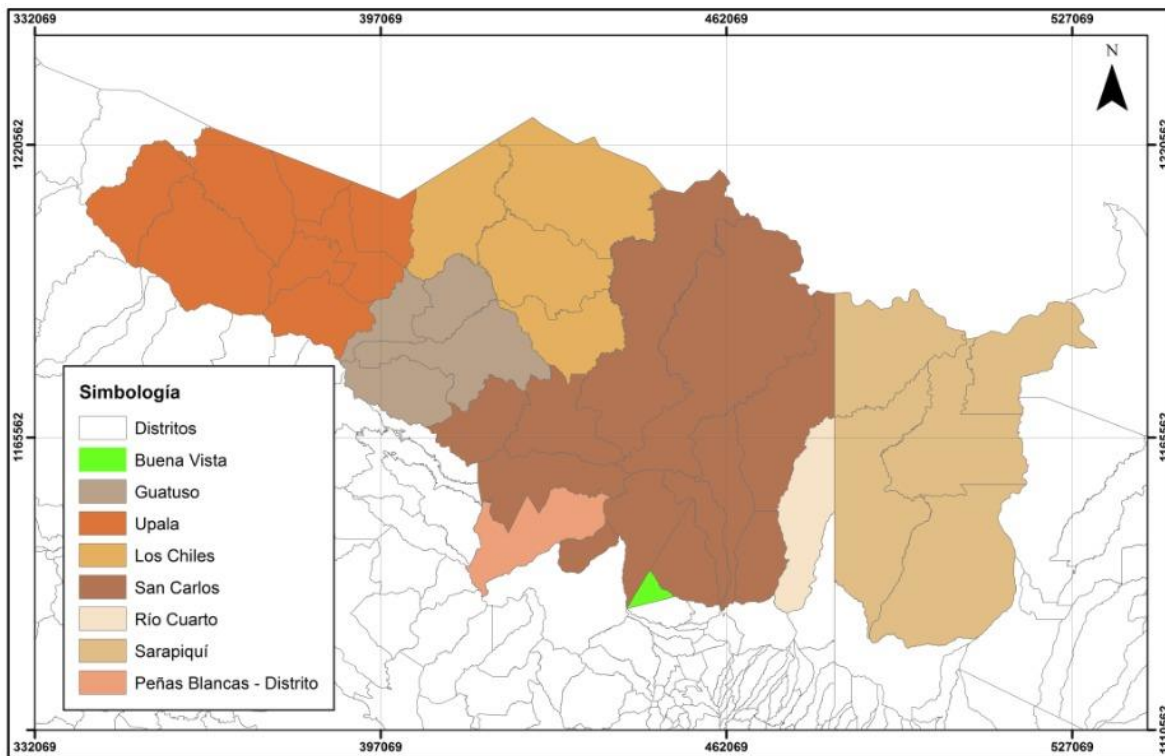 332069 397069 462069 527069
N
1220562 1220562
1165562 1165562
Simbología
Distritos
Buena Vista
Guatuso
Upala
Los Chiles
San Carlos
Río Cuarto
Sarapiquí
Peñas Blancas - Distrito
332069 397069 462069 527069